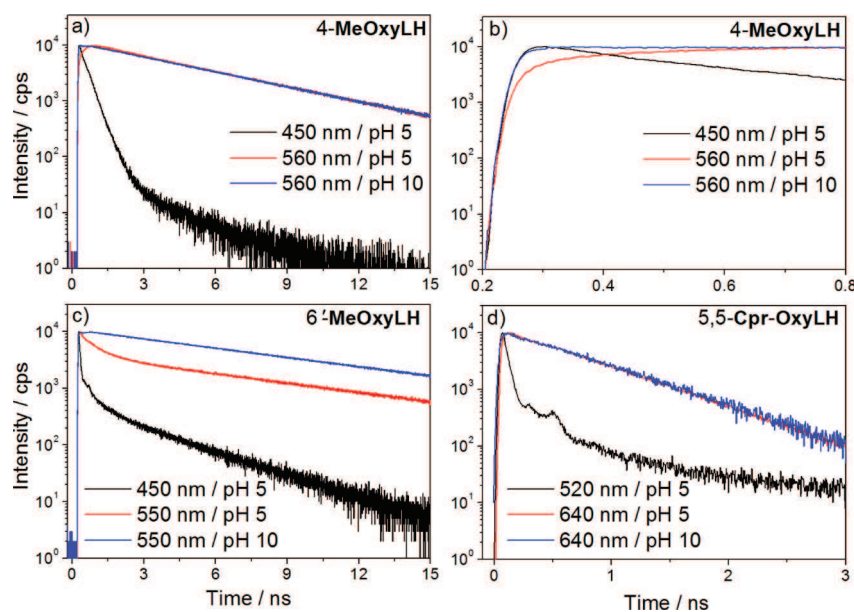 a) 4-MeOxyLH
10⁴
10³
10²
10¹
10⁰
Intensity / cps
450 nm / pH 5
560 nm / pH 5
560 nm / pH 10
0 3 6 9 12 15
b) 4-MeOxyLH
10⁴
10³
10²
10¹
10⁰
450 nm / pH 5
560 nm / pH 5
560 nm / pH 10
0.2 0.4 0.6 0.8
c) 6′-MeOxyLH
10⁴
10³
10²
10¹
10⁰
Intensity / cps
450 nm / pH 5
550 nm / pH 5
550 nm / pH 10
0 3 6 9 12 15
Time / ns
d) 5,5-Cpr-OxyLH
10⁴
10³
10²
10¹
10⁰
520 nm / pH 5
640 nm / pH 5
640 nm / pH 10
0 1 2 3
Time / ns